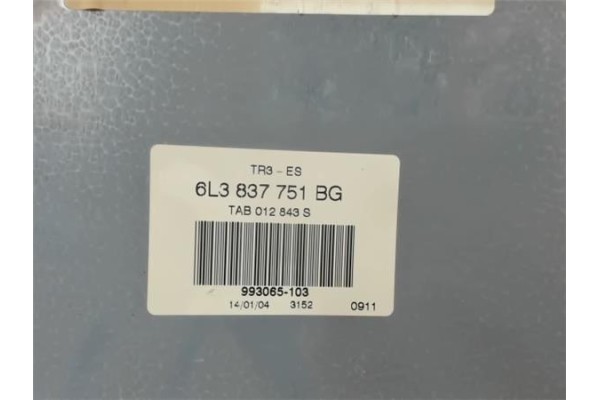 TR3 - ES
6L3 837 751 BG
TAB 012 843 S
993065-103
14/01/04 3152 0911